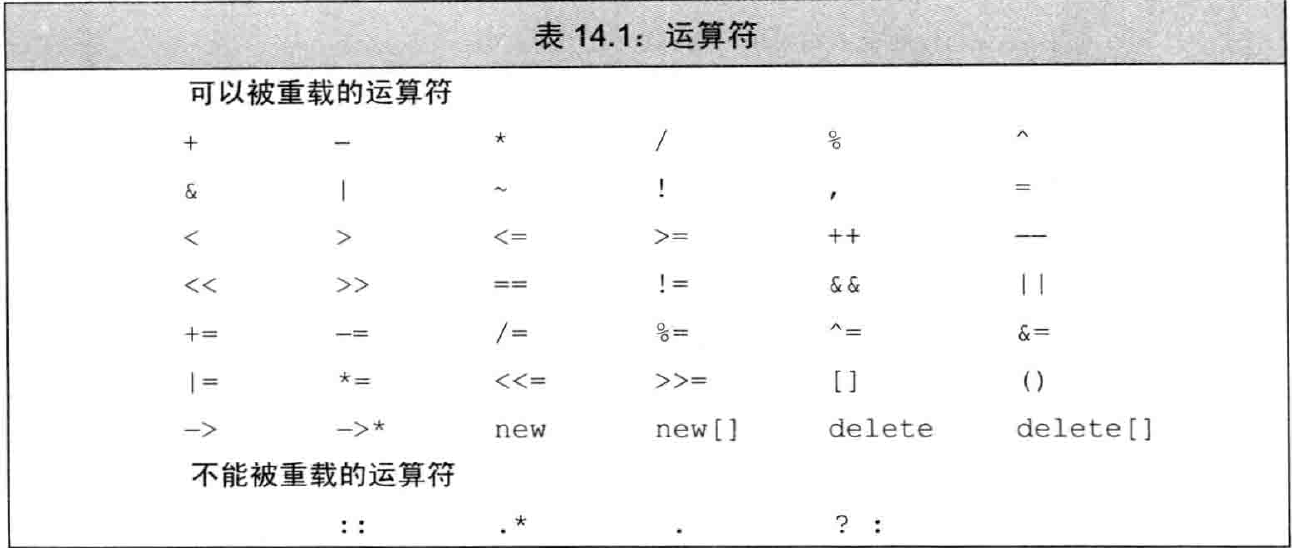 表 14.1：运算符
可以被重载的运算符
+ - * / % ^
& | ~ ! , =
< > <= >= ++ --
<< >> == != && ||
+= -= /= %= ^= &=
|= *= <<= >>= [] ()
-> ->* new new[] delete delete[]
不能被重载的运算符
:: .* . ? :